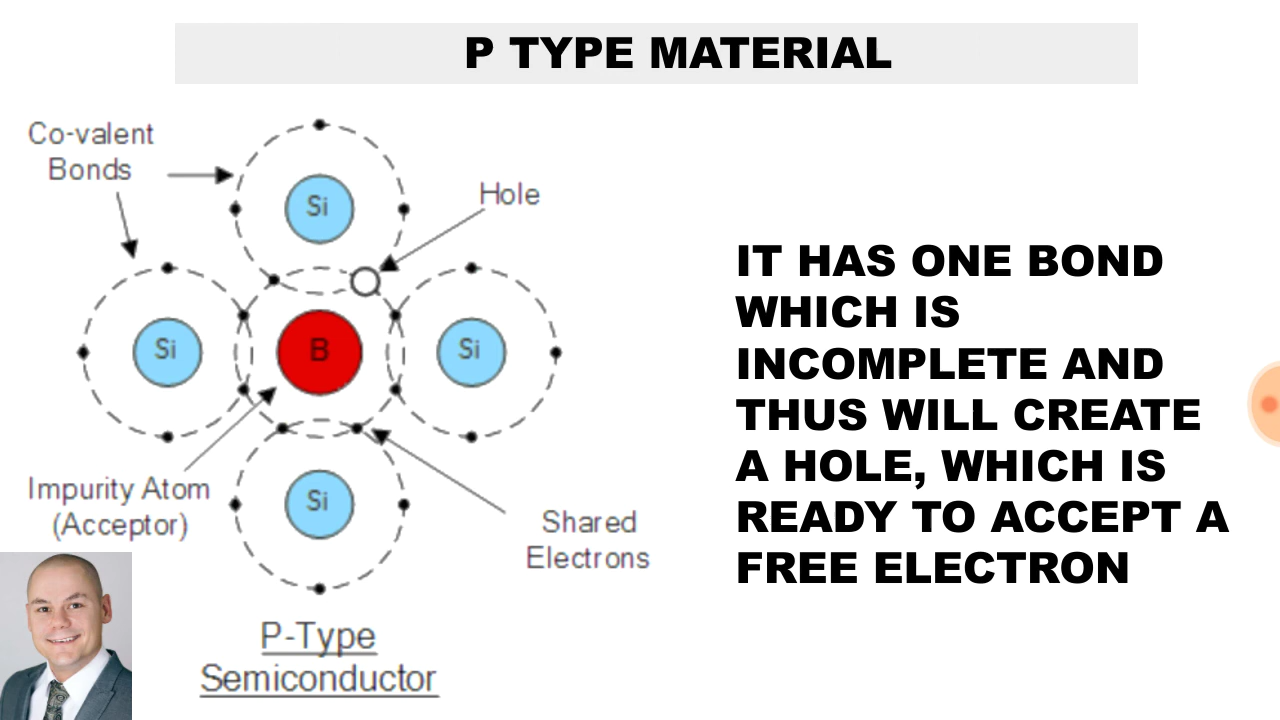 P TYPE MATERIAL
Co-valent
Bonds
Hole
Si
Si
B
Si
Si
Impurity Atom
(Acceptor)
Shared
Electrons
P-Type
Semiconductor
IT HAS ONE BOND
WHICH IS
INCOMPLETE AND
THUS WILL CREATE
A HOLE, WHICH IS
READY TO ACCEPT A
FREE ELECTRON